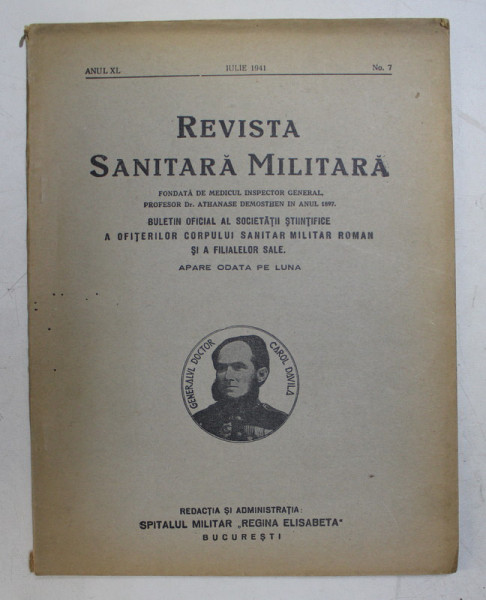 ANUL XL IULIE 1941 No. 7
REVISTA
SANITARĂ MILITARĂ
FONDATĂ DE MEDICUL INSPECTOR GENERAL,
PROFESOR Dr. ATHANASE DEMOSTHEN IN ANUL 1897.
BULETIN OFICIAL AL SOCIETĂȚII ȘTIINȚIFICE
A OFIȚERILOR CORPULUI SANITAR MILITAR ROMAN
ȘI A FILIALELOR SALE.
APARE ODATA PE LUNA
GENERALUL DOCTOR CAROL DAVILA
REDACȚIA ȘI ADMINISTRAȚIA:
SPITALUL MILITAR „REGINA ELISABETA"
BUCUREȘTI